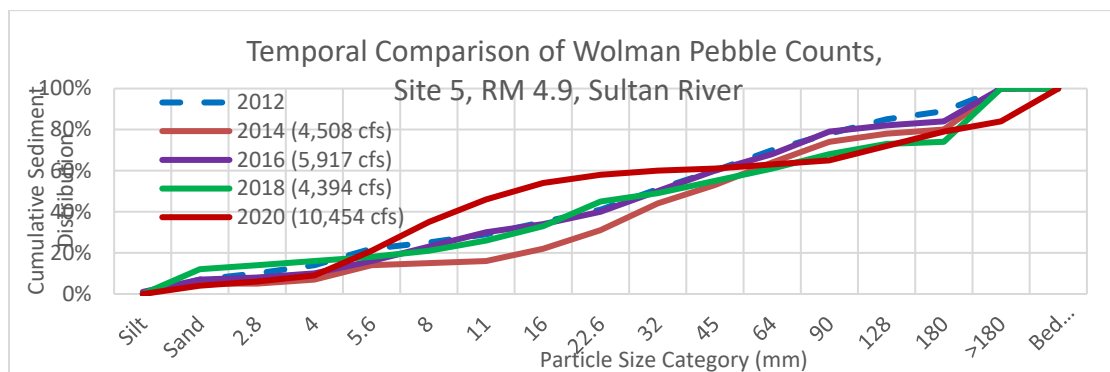 Temporal Comparison of Wolman Pebble Counts,
Site 5, RM 4.9, Sultan River
Cumulative Sediment
Distribution
100%
80%
60%
40%
20%
0%
2012
2014 (4,508 cfs)
2016 (5,917 cfs)
2018 (4,394 cfs)
2020 (10,454 cfs)
Silt
Sand
2.8
4
5.6
8
11
16
22.6
32
45
64
90
128
180
>180
Bed...
Particle Size Category (mm)